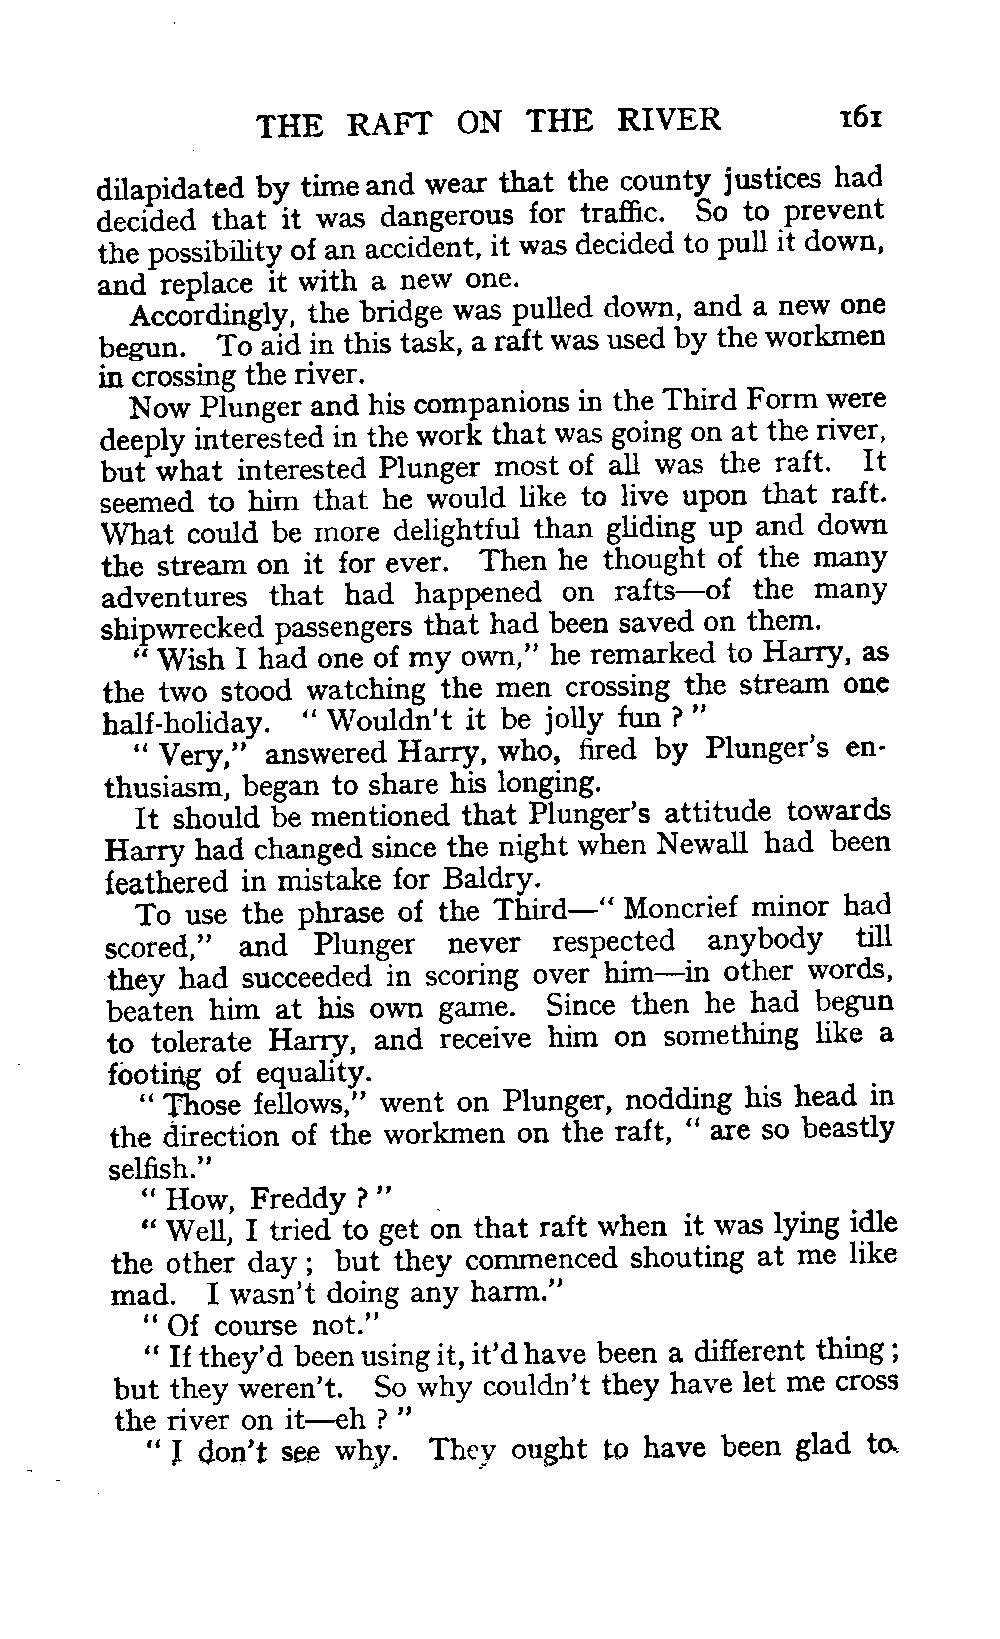 THE RAFT ON THE RIVER 161
dilapidated by time and wear that the county justices had
decided that it was dangerous for traffic. So to prevent
the possibility of an accident, it was decided to pull it down,
and replace it with a new one.
Accordingly, the bridge was pulled down, and a new one
begun. To aid in this task, a raft was used by the workmen
in crossing the river.
Now Plunger and his companions in the Third Form were
deeply interested in the work that was going on at the river,
but what interested Plunger most of all was the raft. It
seemed to him that he would like to live upon that raft.
What could be more delightful than gliding up and down
the stream on it for ever. Then he thought of the many
adventures that had happened on rafts—of the many
shipwrecked passengers that had been saved on them.
" Wish I had one of my own," he remarked to Harry, as
the two stood watching the men crossing the stream one
half-holiday. " Wouldn't it be jolly fun ? "
" Very," answered Harry, who, fired by Plunger's en-
thusiasm, began to share his longing.
It should be mentioned that Plunger's attitude towards
Harry had changed since the night when Newall had been
feathered in mistake for Baldry.
To use the phrase of the Third—" Moncrief minor had
scored," and Plunger never respected anybody till
they had succeeded in scoring over him—in other words,
beaten him at his own game. Since then he had begun
to tolerate Harry, and receive him on something like a
footing of equality.
" Those fellows," went on Plunger, nodding his head in
the direction of the workmen on the raft, " are so beastly
selfish."
" How, Freddy ? "
" Well, I tried to get on that raft when it was lying idle
the other day ; but they commenced shouting at me like
mad. I wasn't doing any harm."
" Of course not."
" If they'd been using it, it'd have been a different thing ;
but they weren't. So why couldn't they have let me cross
the river on it—eh ? "
" I don't see why. They ought to have been glad to